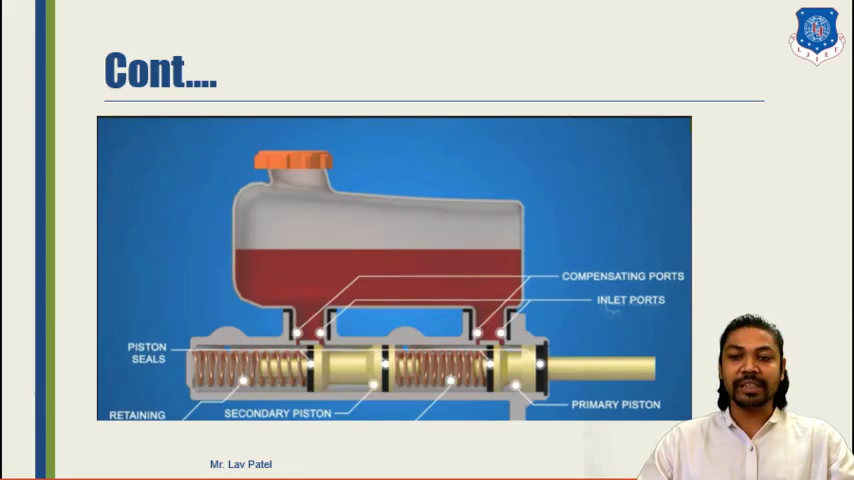 Cont....
COMPENSATING PORTS
INLET PORTS
PISTON
SEALS
PRIMARY PISTON
SECONDARY PISTON
RETAINING
Mr. Lav Patel